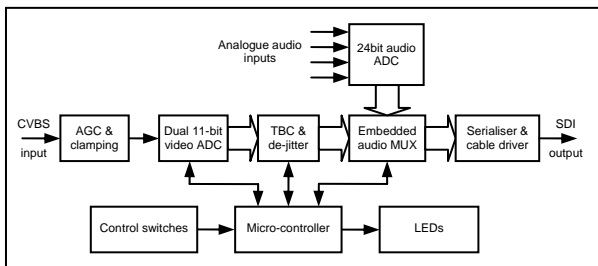 Analogue audio
inputs
24bit audio
ADC
CVBS
input
AGC &
clamping
Dual 11-bit
video ADC
TBC &
de-jitter
Embedded
audio MUX
Serialiser &
cable driver
SDI
output
Control switches
Micro-controller
LEDs